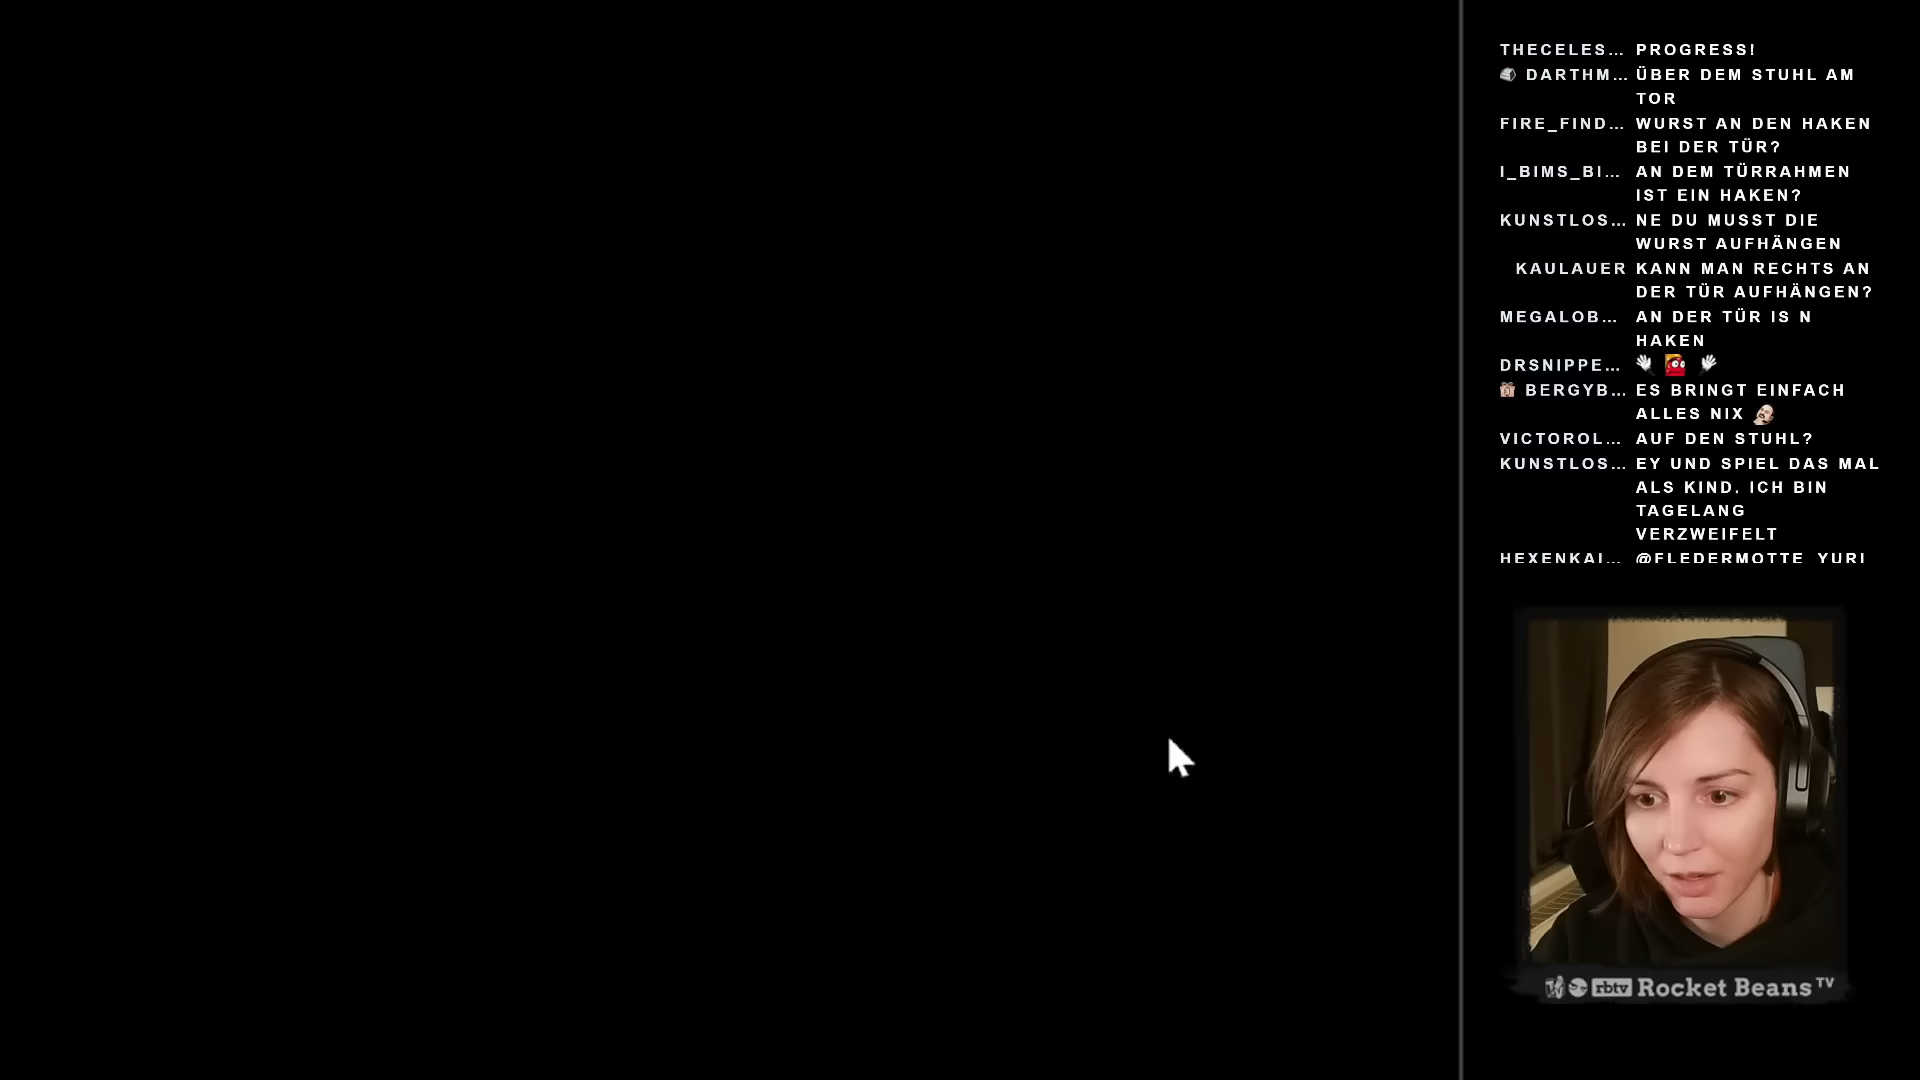 THECELES... PROGRESS!
DARTHM... ÜBER DEM STUHL AM
TOR
FIRE_FIND... WURST AN DEN HAKEN
BEI DER TÜR?
I_BIMS_BI... AN DEM TÜRRAHMEN
IST EIN HAKEN?
KUNSTLOS... NE DU MUSST DIE
WURST AUFHÄNGEN
KAULAUER KANN MAN RECHTS AN
DER TÜR AUFHÄNGEN?
MEGALOB... AN DER TÜR IS N
HAKEN
DRSNIPPE...
BERGYB... ES BRINGT EINFACH
ALLES NIX
VICTOROL... AUF DEN STUHL?
KUNSTLOS... EY UND SPIEL DAS MAL
ALS KIND. ICH BIN
TAGELANG
VERZWEIFELT
HEXENKAI... @FLEDERMOTTE_YURI
rbtv Rocket Beans TV